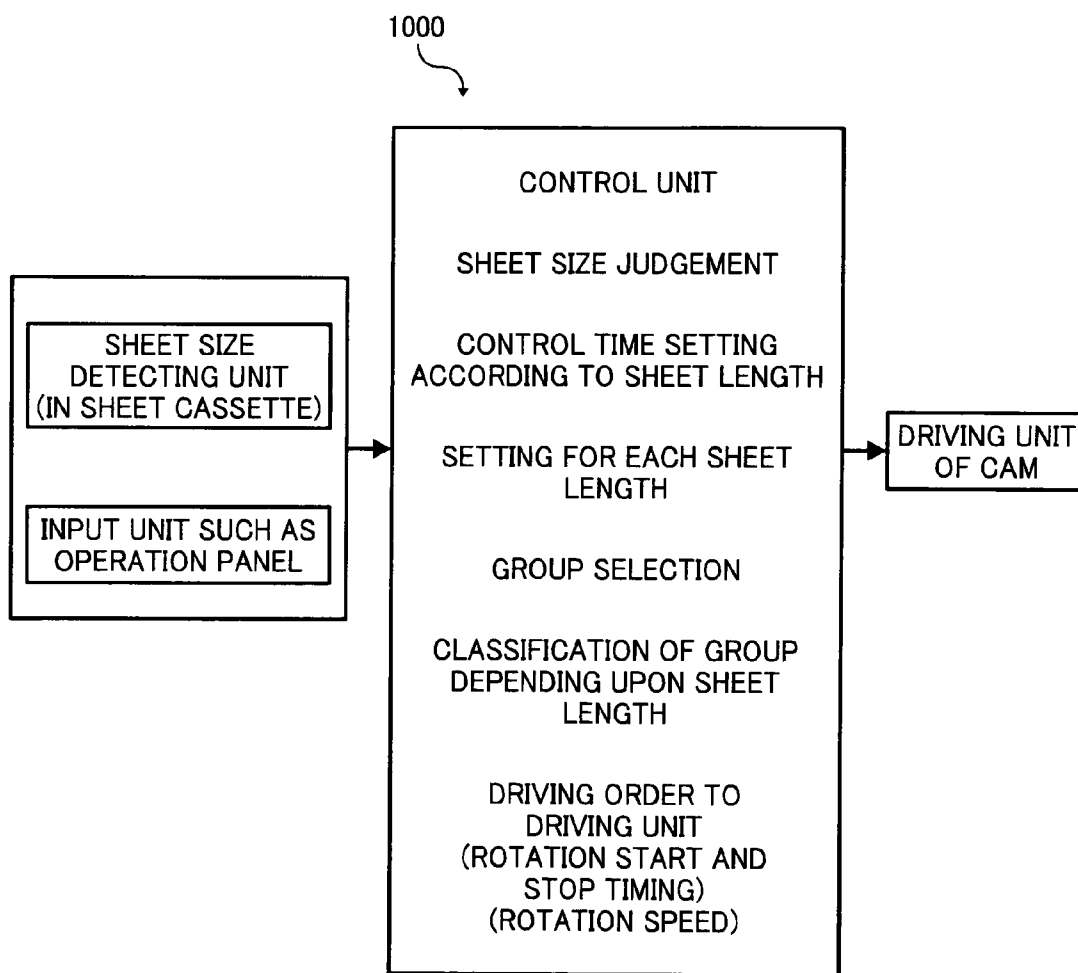 1000
SHEET SIZE
DETECTING UNIT
(IN SHEET CASSETTE)
INPUT UNIT SUCH AS
OPERATION PANEL
CONTROL UNIT
SHEET SIZE JUDGEMENT
CONTROL TIME SETTING
ACCORDING TO SHEET LENGTH
SETTING FOR EACH SHEET
LENGTH
GROUP SELECTION
CLASSIFICATION OF GROUP
DEPENDING UPON SHEET
LENGTH
DRIVING ORDER TO
DRIVING UNIT
(ROTATION START AND
STOP TIMING)
(ROTATION SPEED)
DRIVING UNIT
OF CAM